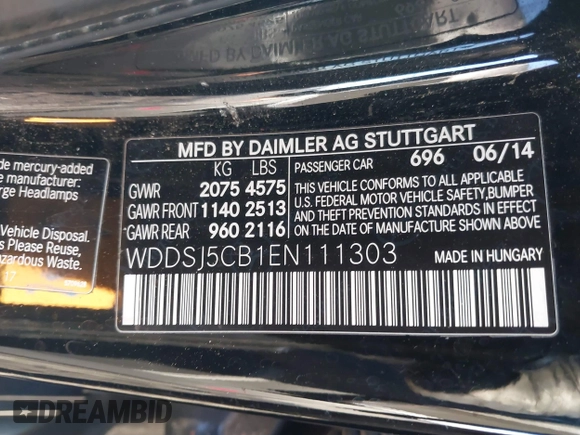 MFD BY DAIMLER AG STUTTGART
KG LBS
PASSENGER CAR 696 06/14
GVWR 2075 4575
GAWR FRONT 1140 2513
GAWR REAR 960 2116
THIS VEHICLE CONFORMS TO ALL APPLICABLE
U.S. FEDERAL MOTOR VEHICLE SAFETY,BUMPER
AND THEFT PREVENTION STANDARDS IN EFFECT
ON THE DATE OF MANUFACTURE SHOWN ABOVE.
WDDSJ5CB1EN111303 MADE IN HUNGARY
de mercury-added
manufacturer:
rge Headlamps
Vehicle Disposal.
s Please Reuse,
azardous Waste.
DREAMBID